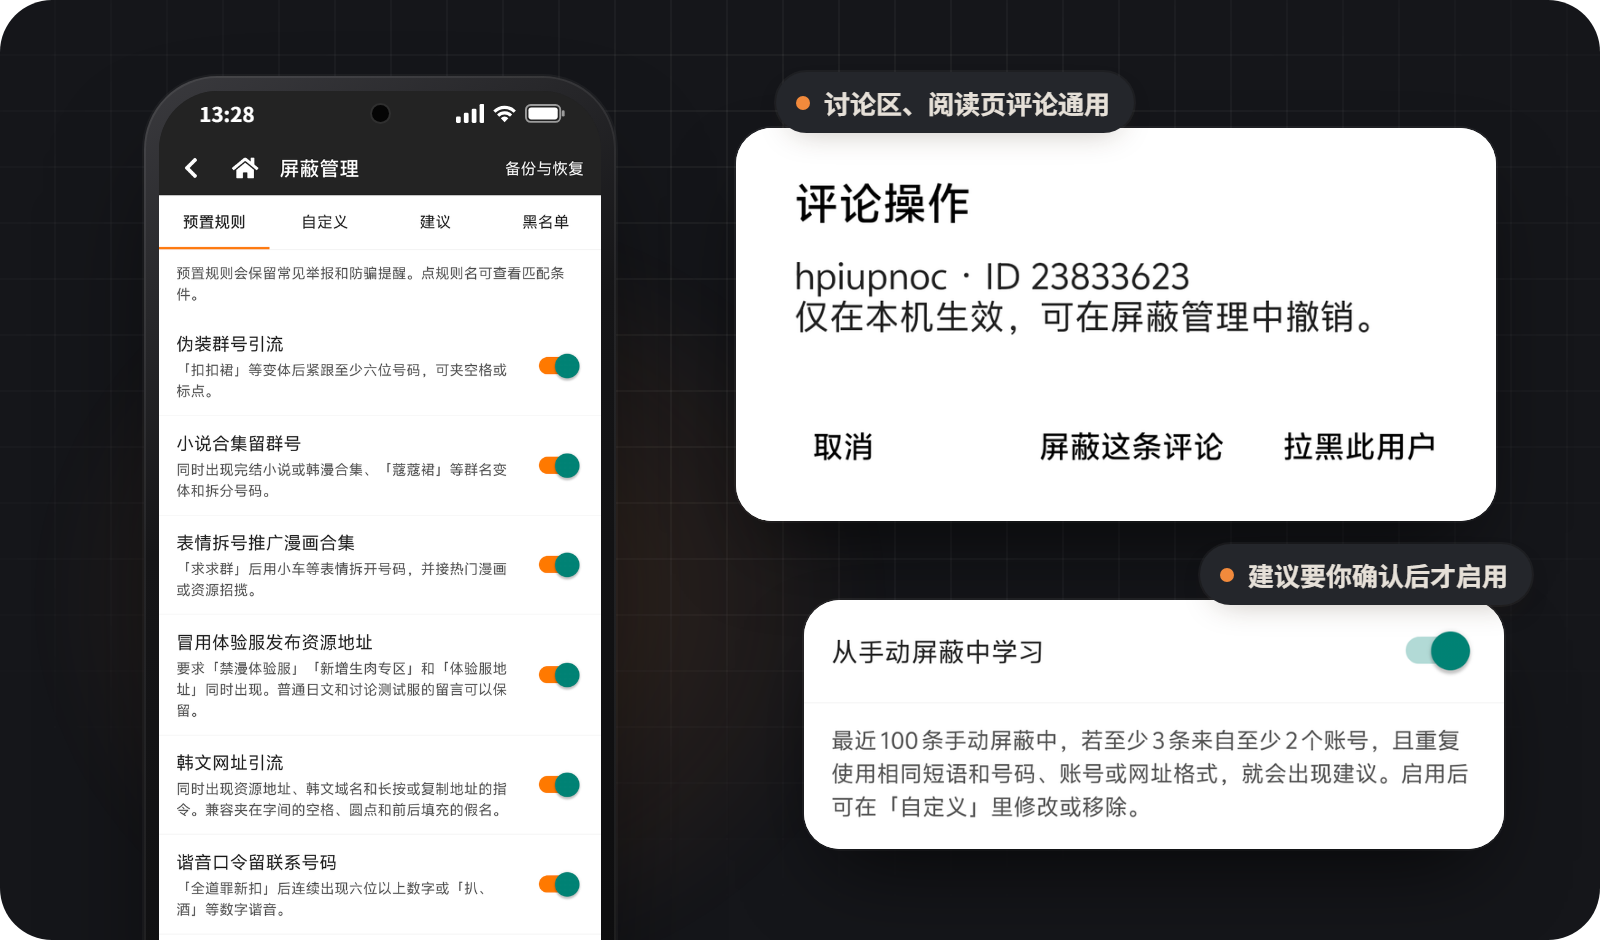 13:28
屏蔽管理
备份与恢复
预置规则
自定义
建议
黑名单
预置规则会保留常见举报和防骗提醒。点规则名可查看匹配条
件。
伪装群号引流
「扣扣裙」等变体后紧跟至少六位号码，可夹空格或
标点。
小说合集留群号
同时出现完结小说或韩漫合集、「蔻蔻裙」等群名变
体和拆分号码。
表情拆号推广漫画合集
「求求群」后用小车等表情拆开号码，并接热门漫画
或资源招揽。
冒用体验服发布资源地址
要求「禁漫体验服」「新增生肉专区」和「体验服地
址」同时出现。普通日文和讨论测试服的留言可以保
留。
韩文网址引流
同时出现资源地址、韩文域名和长按或复制地址的指
令。兼容夹在字间的空格、圆点和前后填充的假名。
谐音口令留联系号码
「全道罪新扣」后连续出现六位以上数字或「扒、
酒」等数字谐音。
讨论区、阅读页评论通用
评论操作
hpiupnoc · ID 23833623
仅在本机生效，可在屏蔽管理中撤销。
取消
屏蔽这条评论
拉黑此用户
建议要你确认后才启用
从手动屏蔽中学习
最近 100 条手动屏蔽中，若至少 3 条来自至少 2 个账号，且重复
使用相同短语和号码、账号或网址格式，就会出现建议。启用后
可在「自定义」里修改或移除。